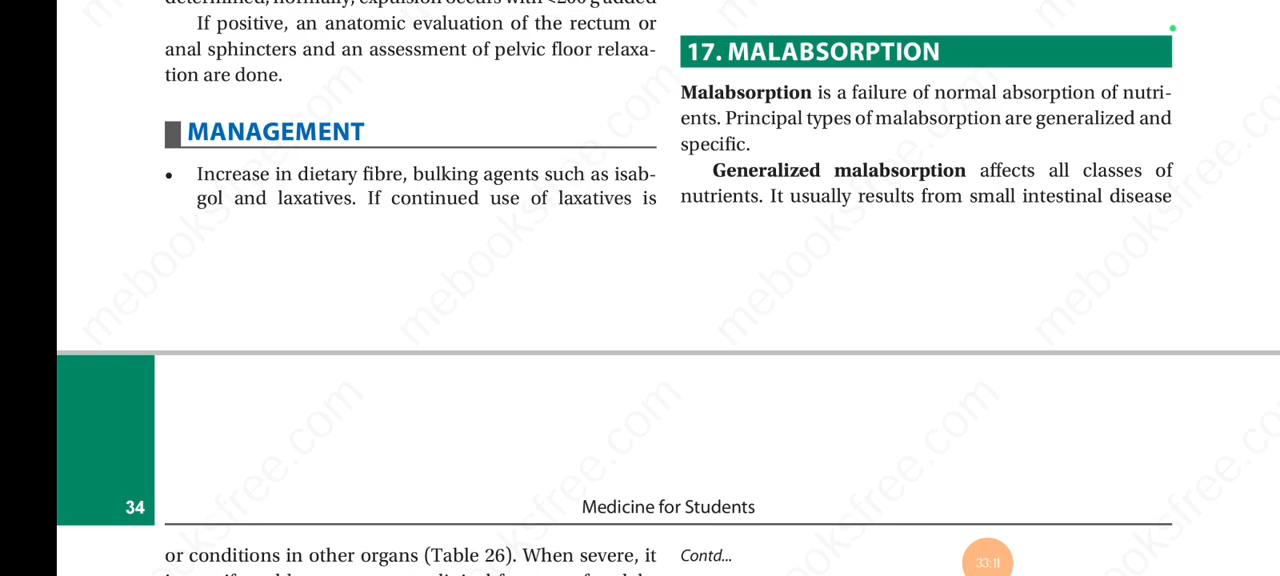 If positive, an anatomic evaluation of the rectum or
anal sphincters and an assessment of pelvic floor relaxa-
tion are done.
MANAGEMENT
• Increase in dietary fibre, bulking agents such as isab-
gol and laxatives. If continued use of laxatives is
17. MALABSORPTION
Malabsorption is a failure of normal absorption of nutri-
ents. Principal types of malabsorption are generalized and
specific.
Generalized malabsorption affects all classes of
nutrients. It usually results from small intestinal disease
34
Medicine for Students
or conditions in other organs (Table 26). When severe, it
Contd...
33:11
mebooksfree.com